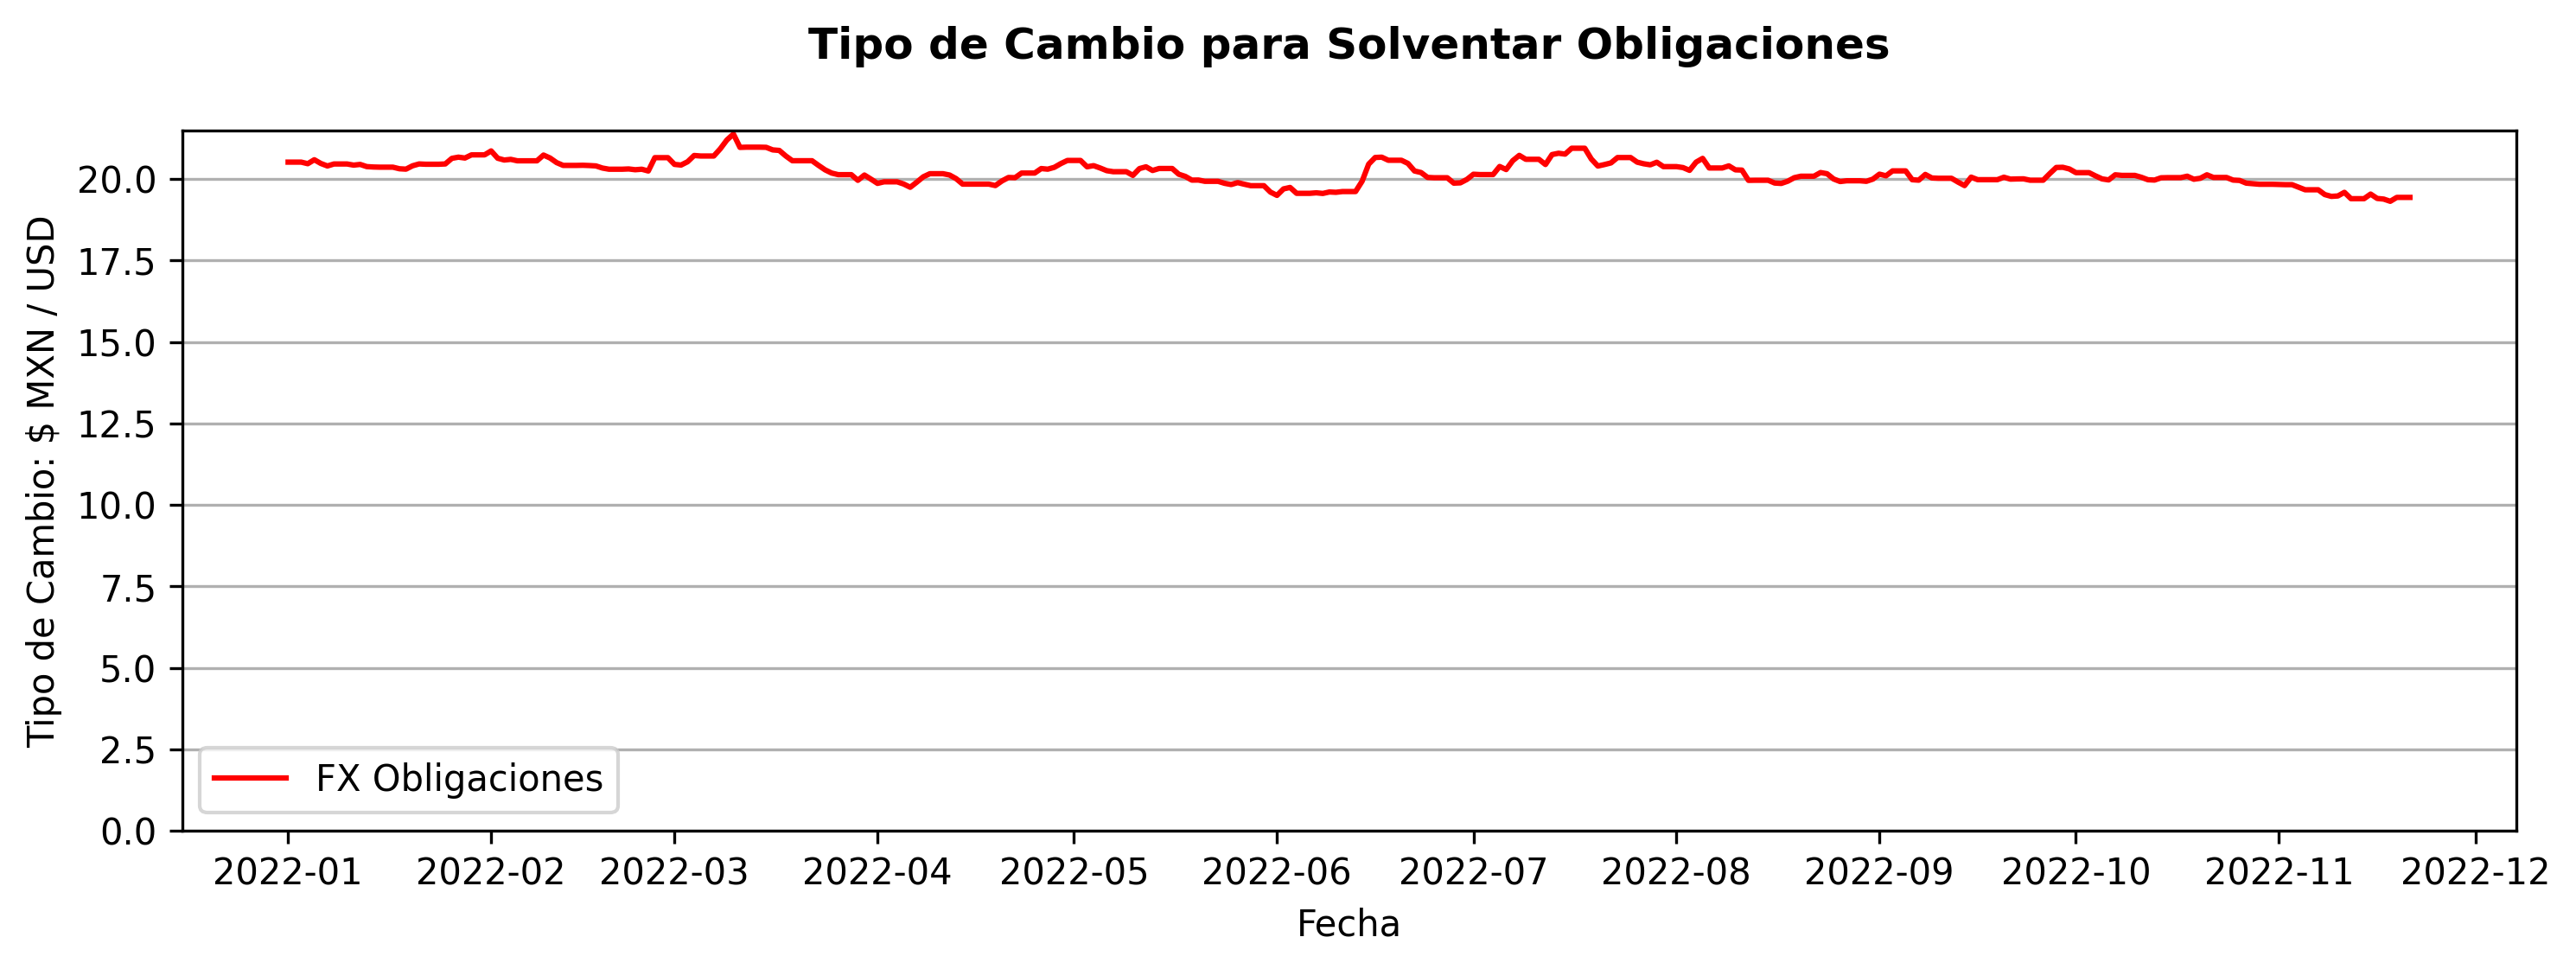 Tipo de Cambio para Solventar Obligaciones
Tipo de Cambio: $ MXN / USD
20.0
17.5
15.0
12.5
10.0
7.5
5.0
2.5
0.0
FX Obligaciones
2022-01 2022-02 2022-03 2022-04 2022-05 2022-06 2022-07 2022-08 2022-09 2022-10 2022-11 2022-12
Fecha